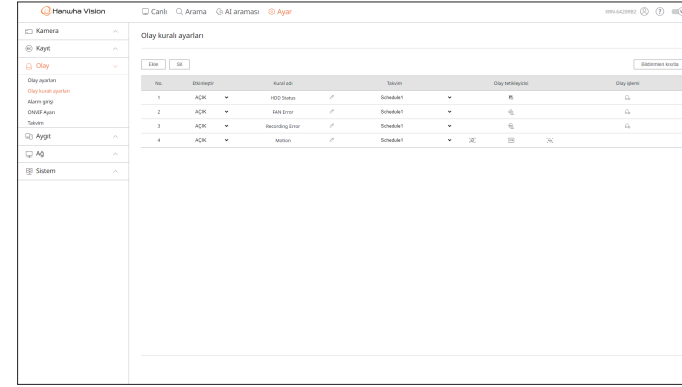 Hanwha Vision
Canlı Arama AI araması Ayar
Kamera
Kayıt
Olay
Olay ayarları
Olay kuralı ayarları
Alarm girişi
ONVIF Ayarı
Takvim
Aygıt
Ağ
Sistem
Olay kuralı ayarları
Ekle Sil
No. Etkinleştir Kural adı Takvim Olay tetikleyicisi Olay işlemi
1 AÇIK HDD Status Schedule1
2 AÇIK FAN Error Schedule1
3 AÇIK Recording Error Schedule1
4 AÇIK Motion Schedule1